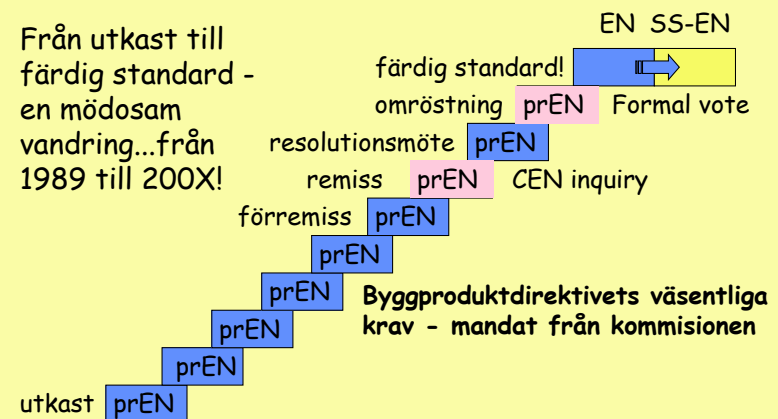 Från utkast till
färdig standard -
en mödosam
vandring...från
1989 till 200X!
EN SS-EN
färdig standard!
omröstning prEN Formal vote
resolutionsmöte prEN
remiss prEN CEN inquiry
förremiss prEN
prEN
prEN
Byggproduktdirektivets väsentliga
krav - mandat från kommisionen
prEN
prEN
utkast prEN